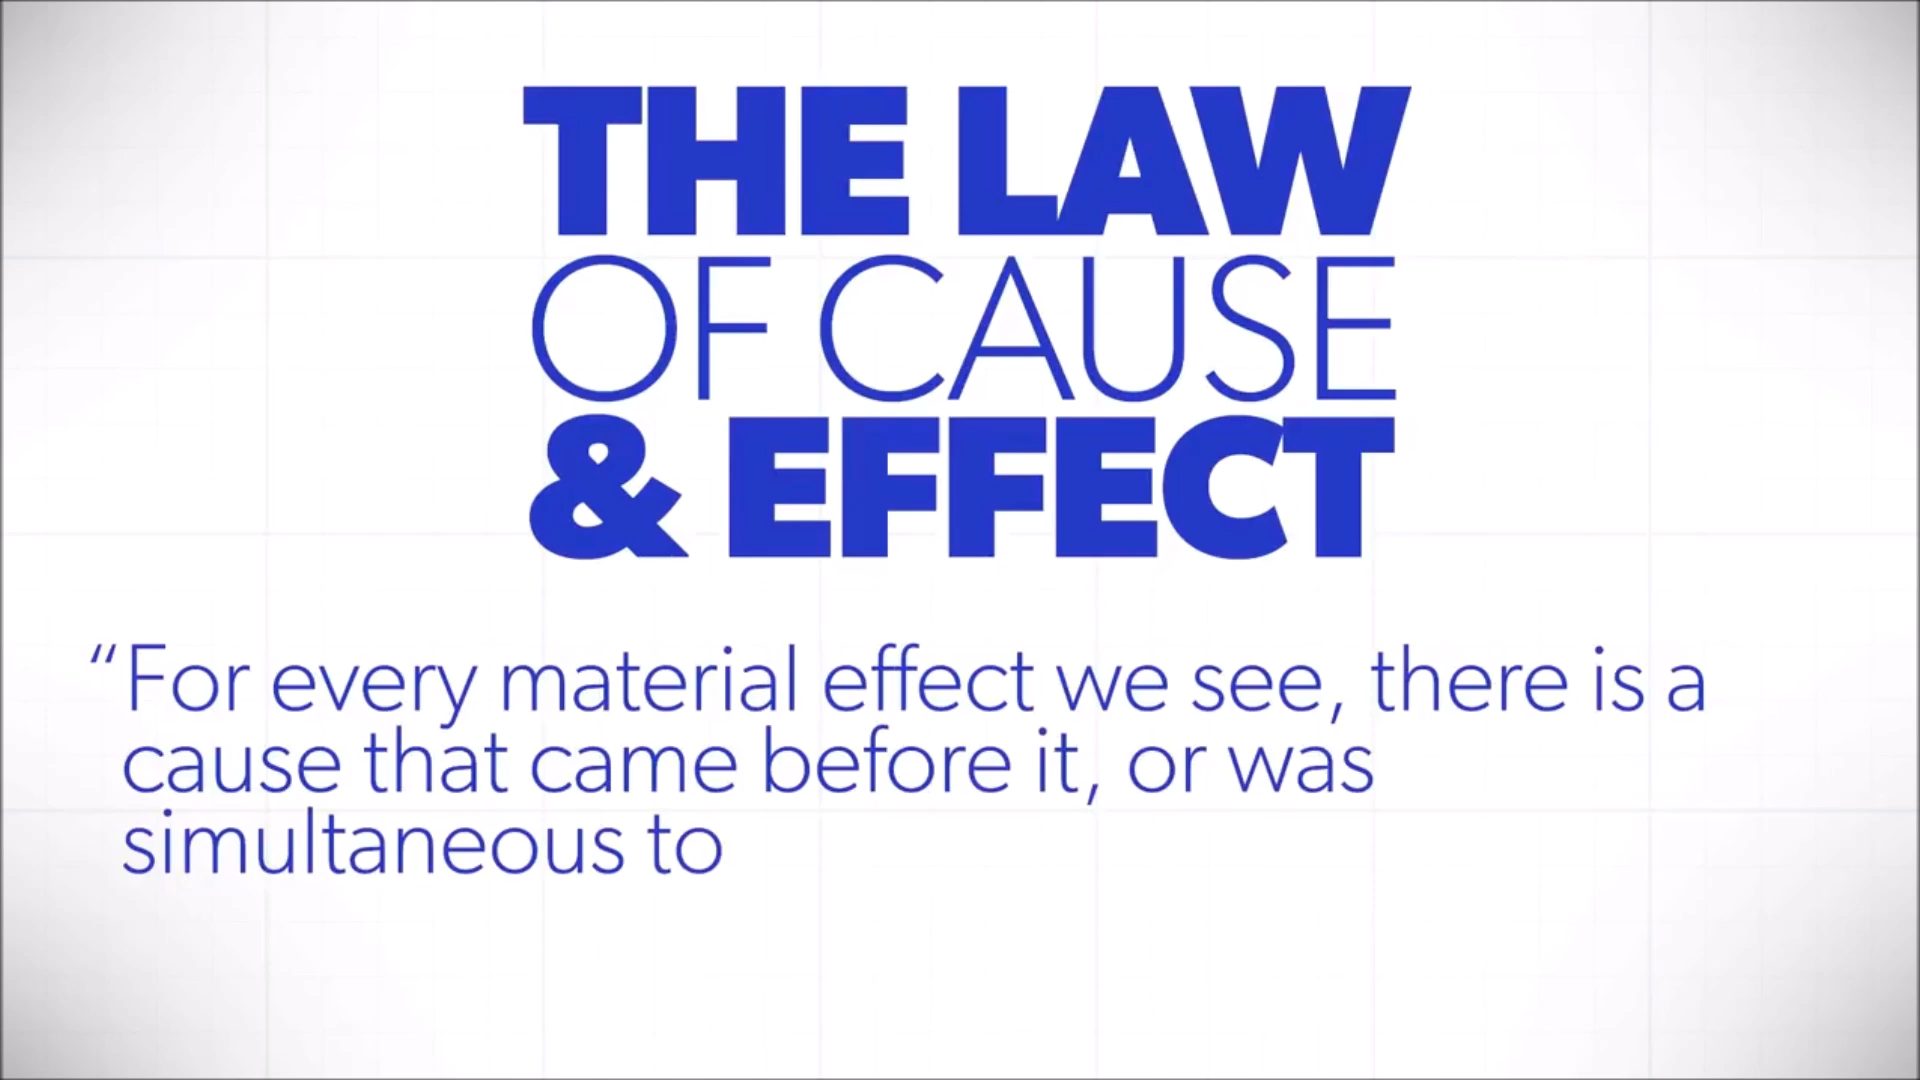 THE LAW
OF CAUSE
& EFFECT
“For every material effect we see, there is a
cause that came before it, or was
simultaneous to